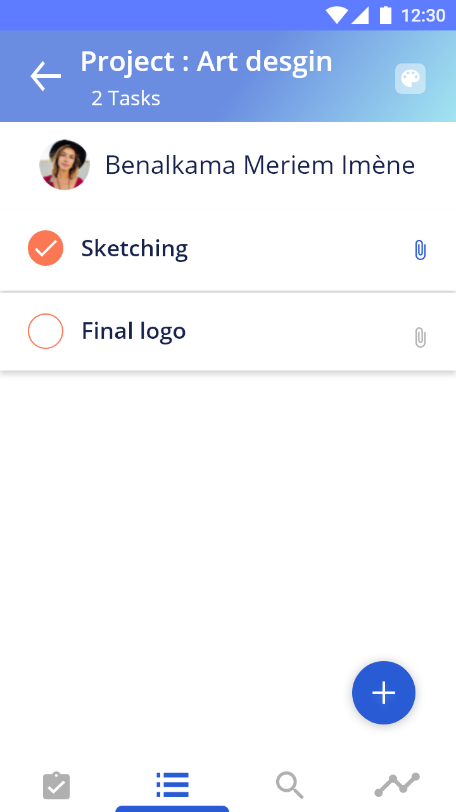 12:30
Project : Art desgin
2 Tasks
Benalkama Meriem Imène
Sketching
Final logo